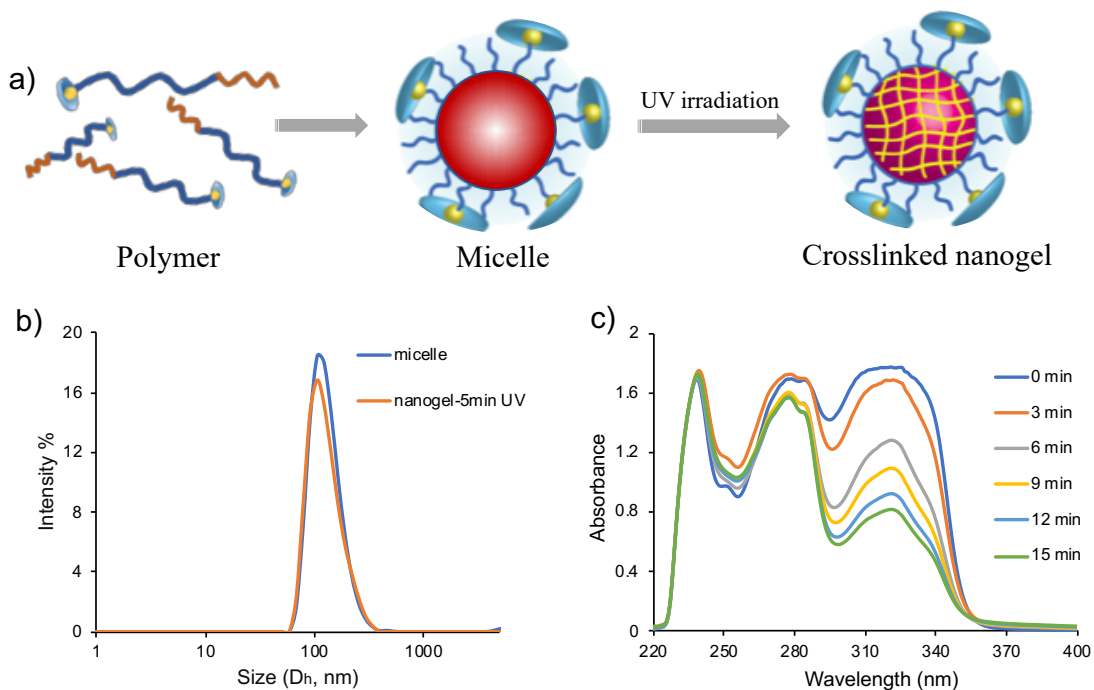 a)
UV irradiation
Polymer
Micelle
Crosslinked nanogel
b)
20
16
12
8
4
0
1
10
100
1000
Intensity %
Size (Dh, nm)
micelle
nanogel-5min UV
c)
2
1.6
1.2
0.8
0.4
0
220
250
280
310
340
370
400
Absorbance
Wavelength (nm)
0 min
3 min
6 min
9 min
12 min
15 min